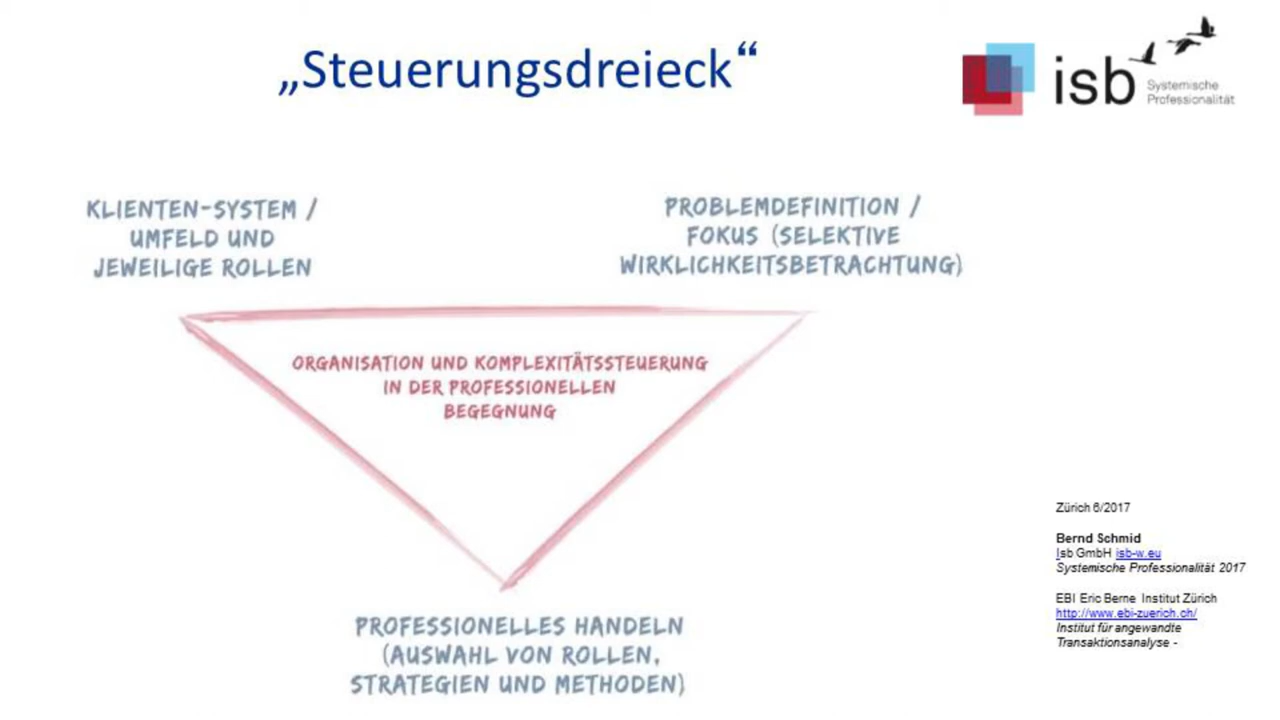 „Steuerungsdreieck“
isb
Systemische
Professionalität
KLIENTEN-SYSTEM /
UMFELD UND
JEWEILIGE ROLLEN
PROBLEMDEFINITION /
FOKUS (SELEKTIVE
WIRKLICHKEITSBETRACHTUNG)
ORGANISATION UND KOMPLEXITÄTSSTEUERUNG
IN DER PROFESSIONELLEN
BEGEGNUNG
PROFESSIONELLES HANDELN
(AUSWAHL VON ROLLEN,
STRATEGIEN UND METHODEN)
Zürich 6/2017
Bernd Schmid
Isb GmbH isb-w.eu
Systemische Professionalität 2017
EBI Eric Berne Institut Zürich
http://www.ebi-zuerich.ch/
Institut für angewandte
Transaktionsanalyse -